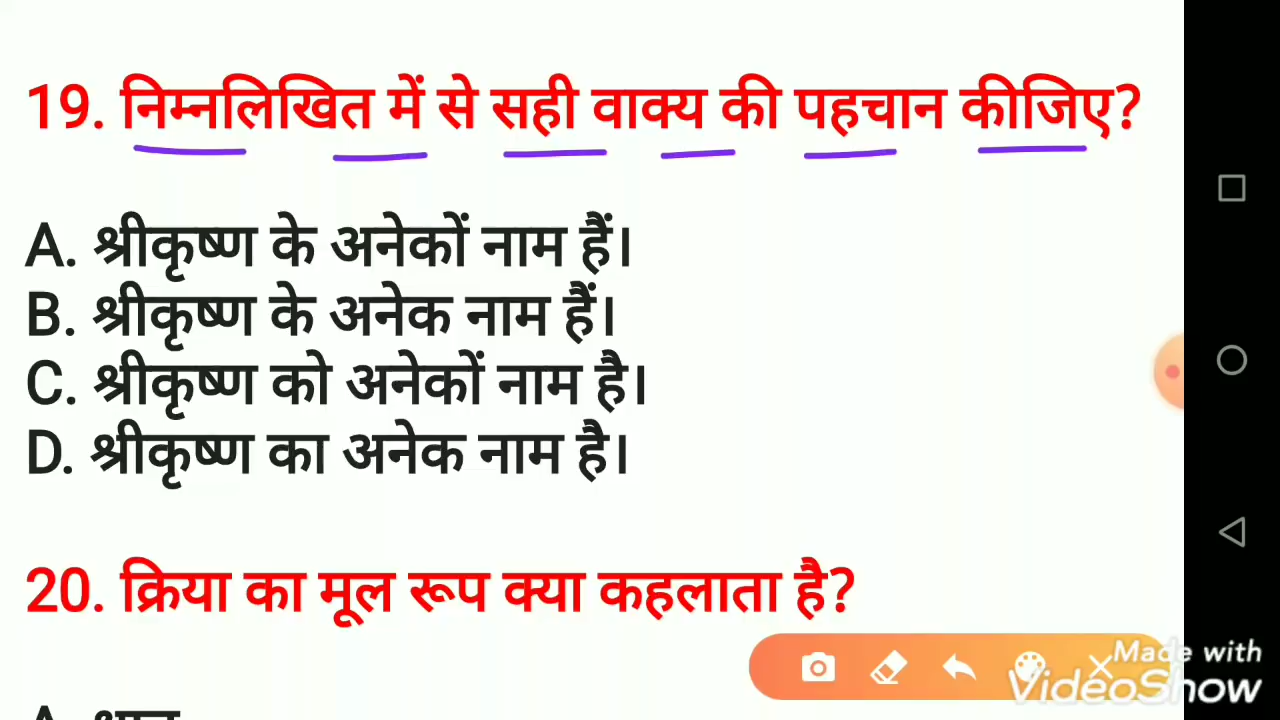 19. निम्नलिखित में से सही वाक्य की पहचान कीजिए?
A. श्रीकृष्ण के अनेकों नाम हैं।
B. श्रीकृष्ण के अनेक नाम हैं।
C. श्रीकृष्ण को अनेकों नाम है।
D. श्रीकृष्ण का अनेक नाम है।
20. क्रिया का मूल रूप क्या कहलाता है?
Made with
VideoShow